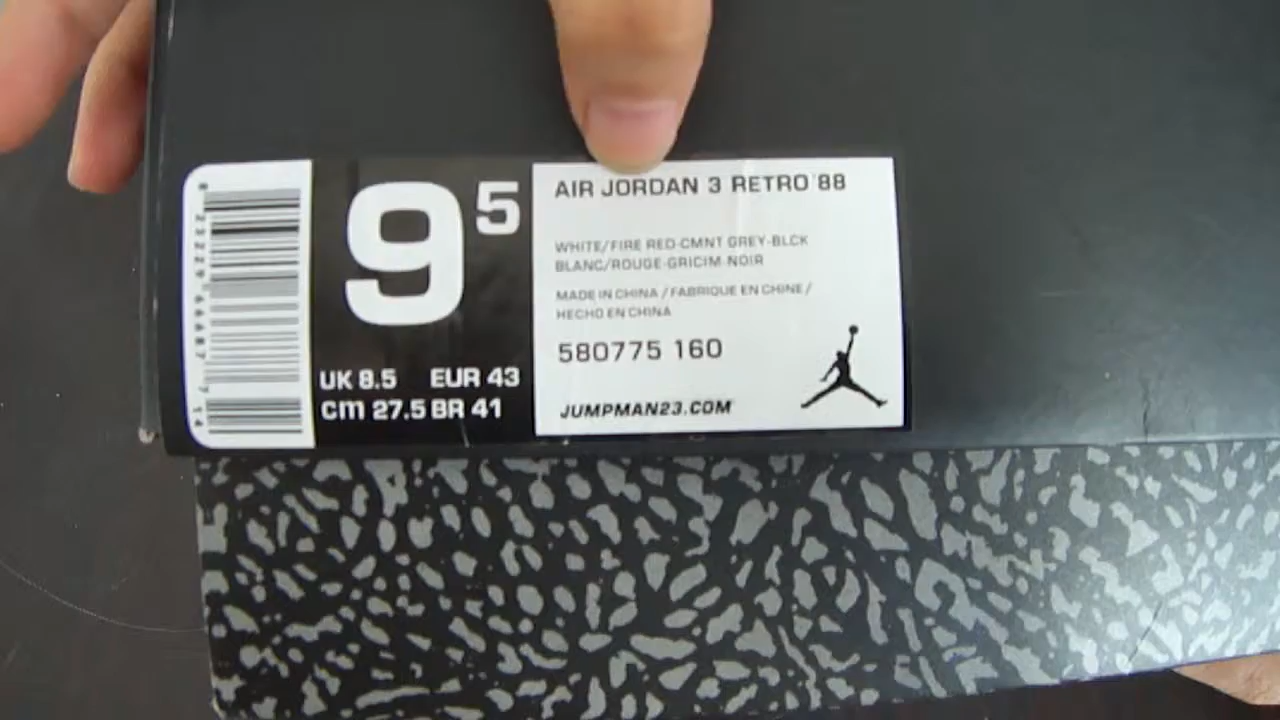 9 5
UK 8.5 EUR 43
cm 27.5 BR 41
AIR JORDAN 3 RETRO '88
WHITE/FIRE RED-CMNT GREY-BLCK
BLANC/ROUGE-GRICIM-NOIR
MADE IN CHINA / FABRIQUE EN CHINE /
HECHO EN CHINA
580775 160
JUMPMAN23.COM